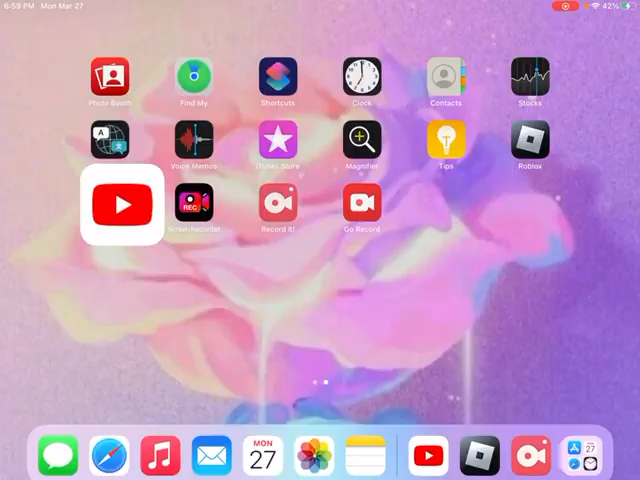 6:59 PM Mon Mar 27
42%
Photo Booth Find My Shortcuts Clock Contacts Stocks
Voice Memos iTunes Store Magnifier Tips Roblox
REC
Screen Recorder Record it! Go Record
MON
27
27